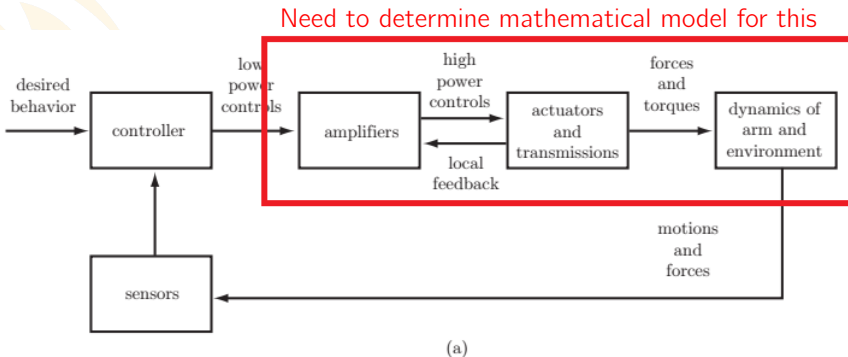 Need to determine mathematical model for this
desired
behavior
controller
low
power
controls
amplifiers
high
power
controls
local
feedback
actuators
and
transmissions
forces
and
torques
dynamics of
arm and
environment
motions
and
forces
sensors
(a)